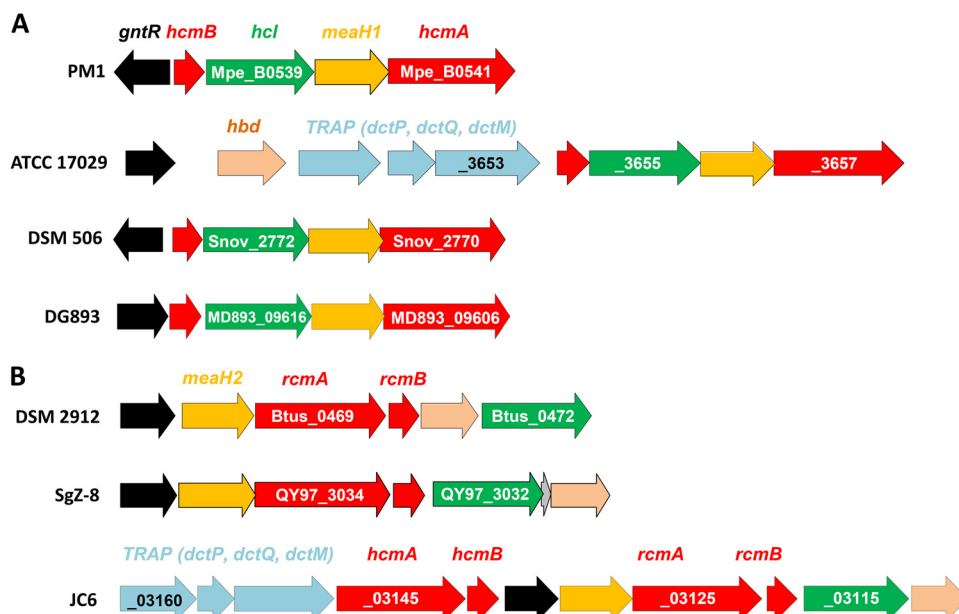 A
gntR hcmB hcl meaH1 hcmA
PM1 Mpe_B0539 Mpe_B0541
hbd TRAP (dctP, dctQ, dctM)
ATCC 17029 _3653 _3655 _3657
DSM 506 Snov_2772 Snov_2770
DG893 MD893_09616 MD893_09606
B
meaH2 rcmA rcmB
DSM 2912 Btus_0469 Btus_0472
SgZ-8 QY97_3034 QY97_3032
TRAP (dctP, dctQ, dctM) hcmA hcmB rcmA rcmB
JC6 _03160 _03145 _03125 _03115